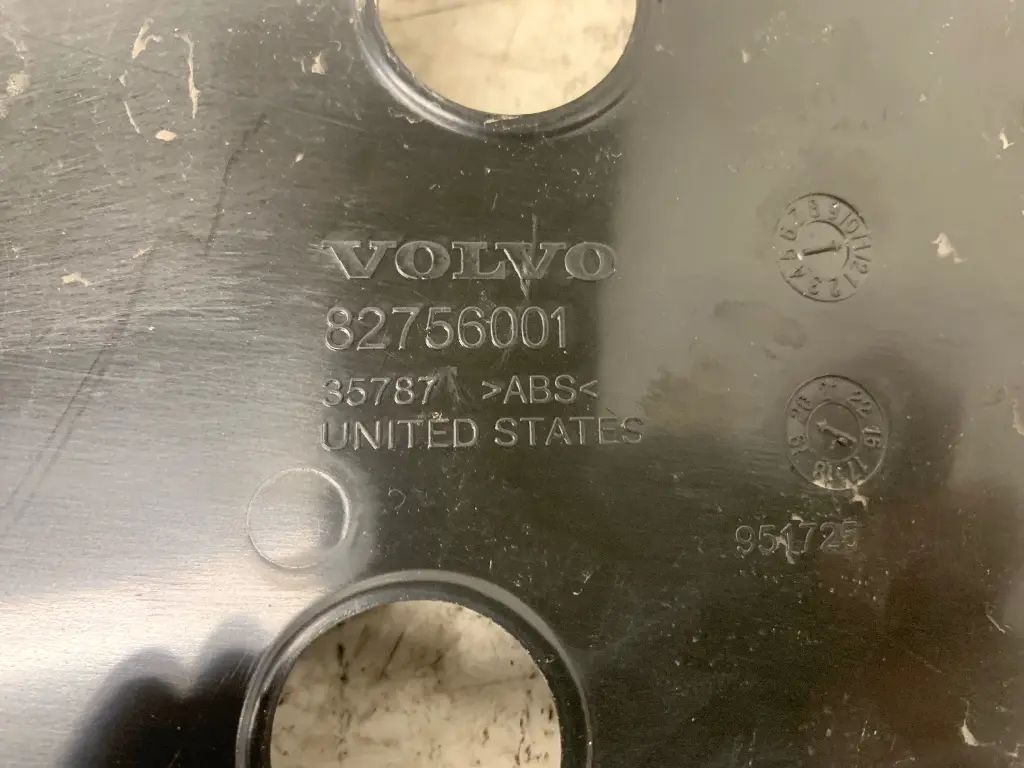 VOLVO
82756001
35787 >ABS<
UNITED STATES
951725